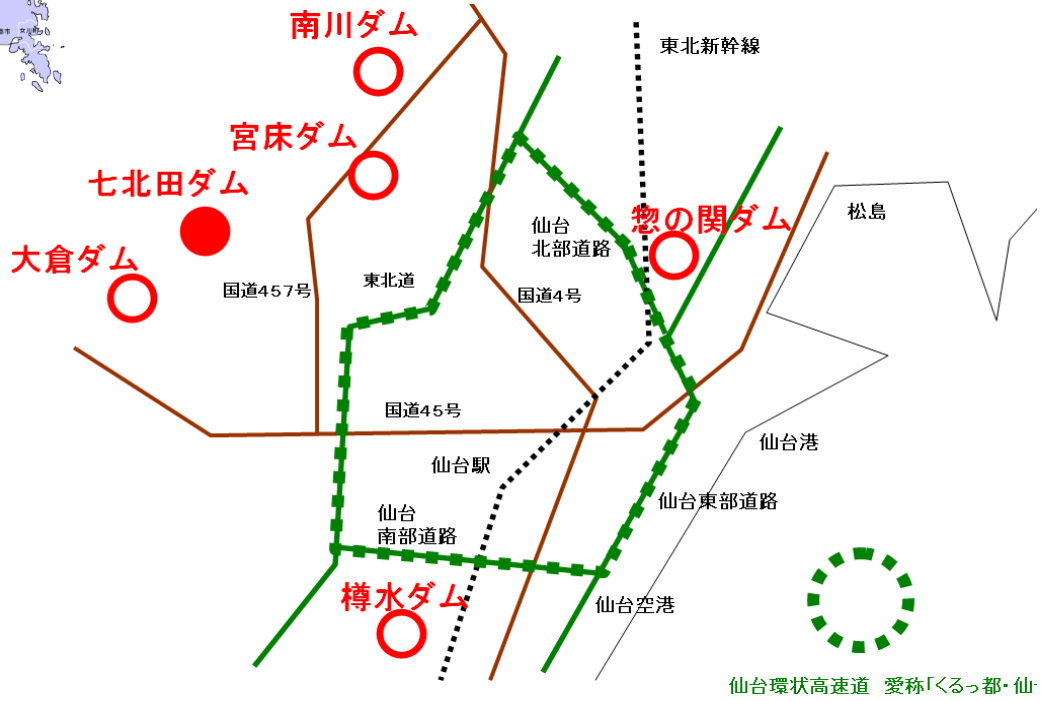 南川ダム
女川町
東北新幹線
宮床ダム
七北田ダム
松島
惣の関ダム
仙台
北部道路
大倉ダム
東北道
国道457号
国道4号
国道45号
仙台港
仙台駅
仙台東部道路
仙台
南部道路
樽水ダム
仙台空港
仙台環状高速道　愛称「くるっ都・仙